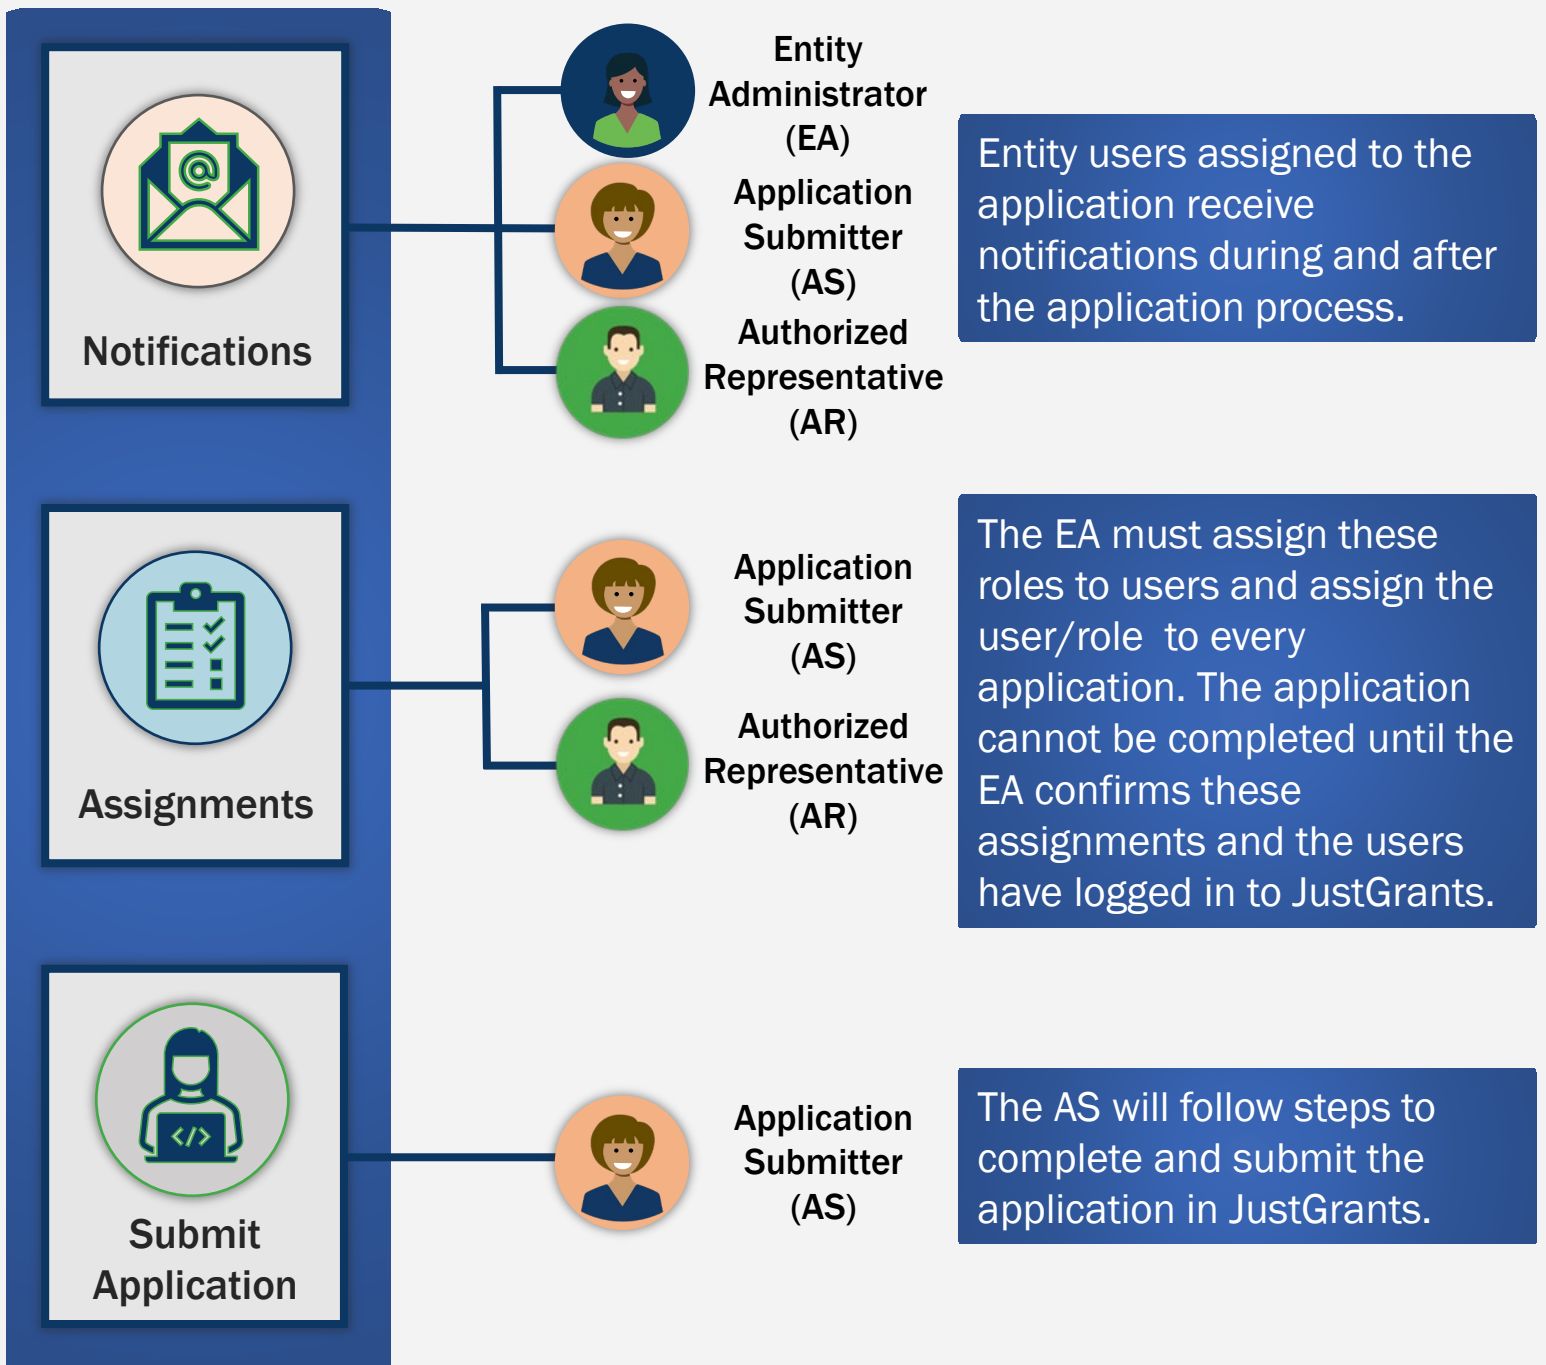 Notifications
Entity
Administrator
(EA)
Application
Submitter
(AS)
Authorized
Representative
(AR)
Entity users assigned to the
application receive
notifications during and after
the application process.
Assignments
Application
Submitter
(AS)
Authorized
Representative
(AR)
The EA must assign these
roles to users and assign the
user/role to every
application. The application
cannot be completed until the
EA confirms these
assignments and the users
have logged in to JustGrants.
</>
Submit
Application
Application
Submitter
(AS)
The AS will follow steps to
complete and submit the
application in JustGrants.